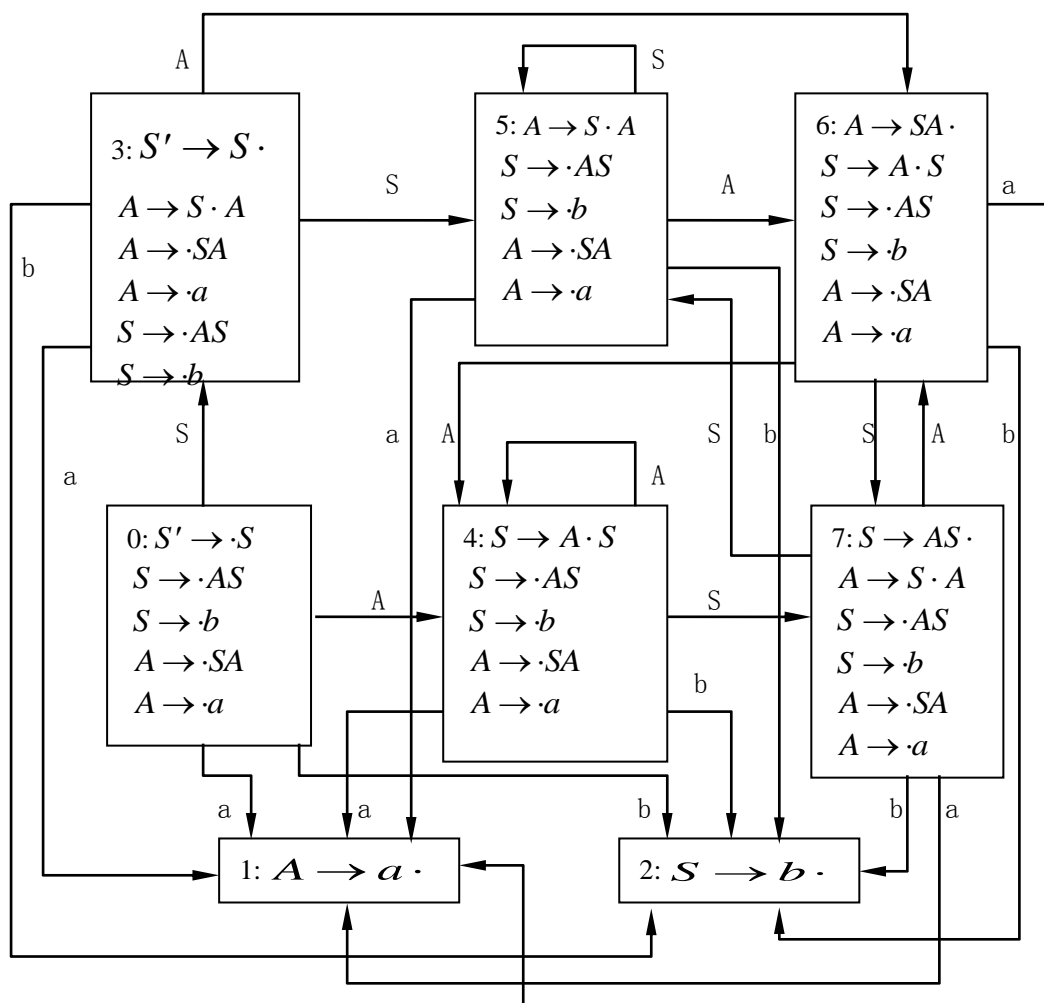 A
S
3: S′ → S ·
A → S · A
A → · SA
A → · a
S → · AS
S → · b
S
5: A → S · A
S → · AS
S → · b
A → · SA
A → · a
A
6: A → SA ·
S → A · S
S → · AS
S → · b
A → · SA
A → · a
a
b
a
S
a
A
S
b
S
A
b
0: S′ → · S
S → · AS
S → · b
A → · SA
A → · a
A
A
4: S → A · S
S → · AS
S → · b
A → · SA
A → · a
S
b
7: S → AS ·
A → S · A
S → · AS
S → · b
A → · SA
A → · a
a
a
b
b
a
1: A → a ·
2: S → b ·